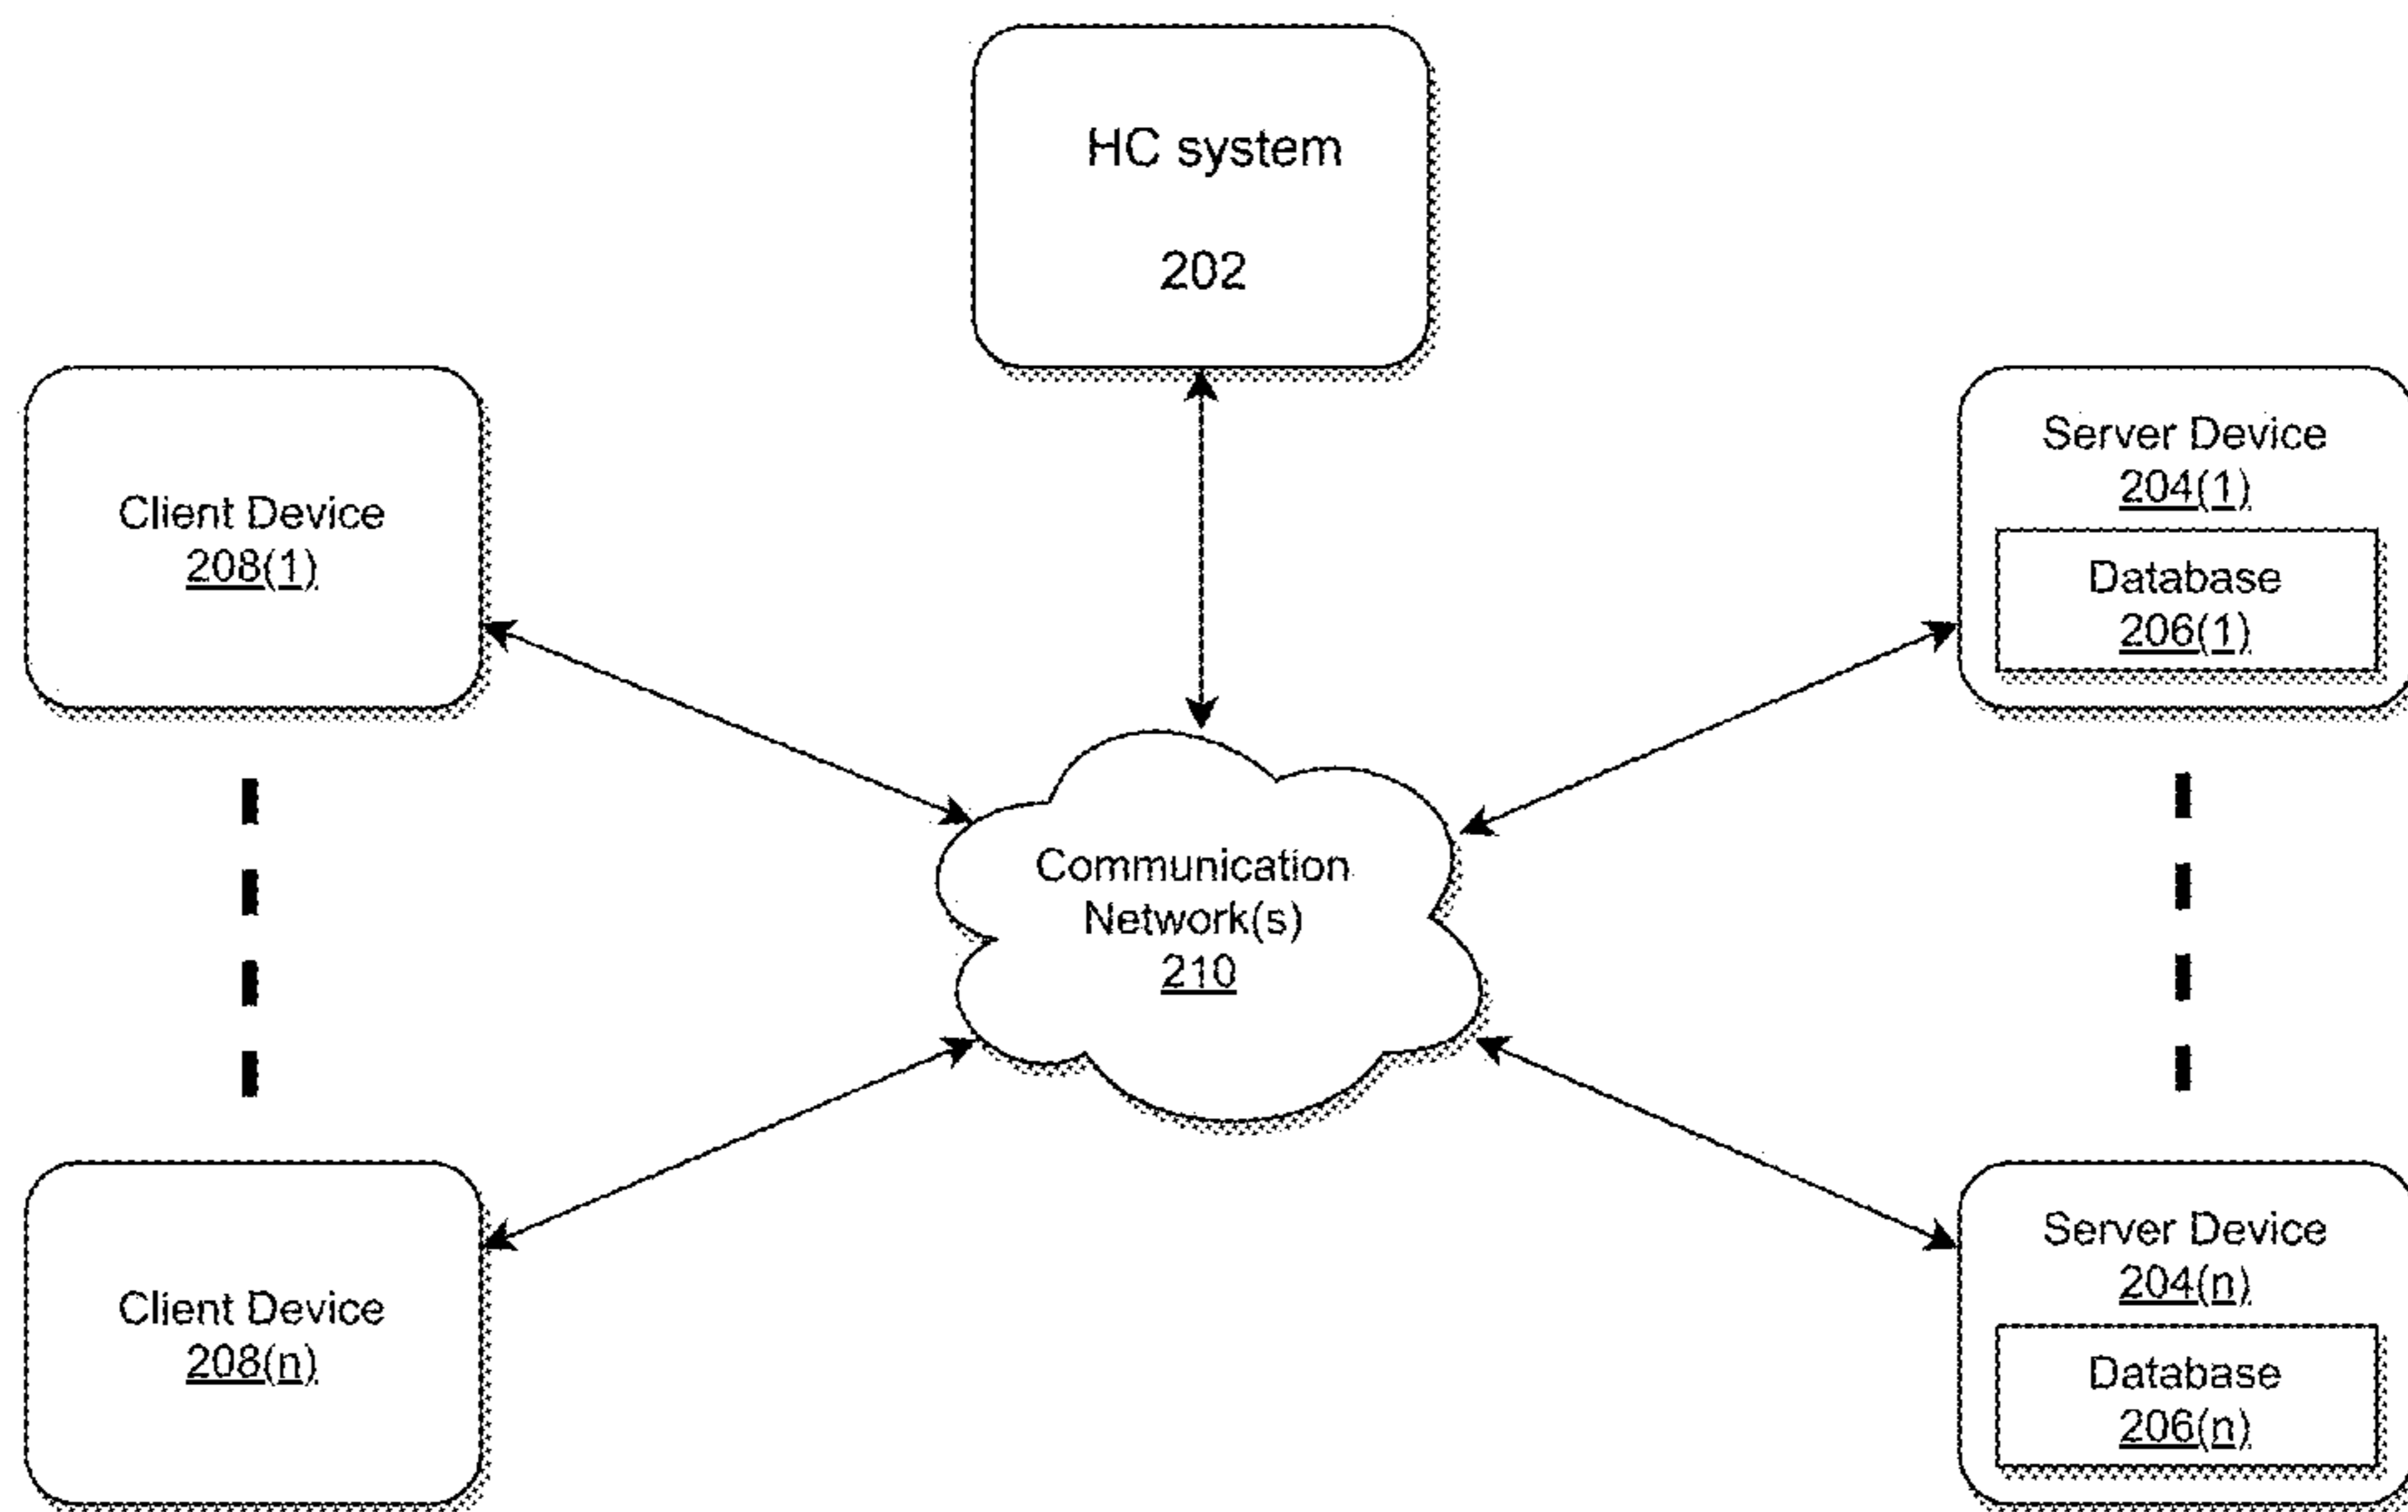 HC system
202
Client Device
208(1)
Server Device
204(1)
Database
206(1)
Communication
Network(s)
210
Client Device
208(n)
Server Device
204(n)
Database
206(n)